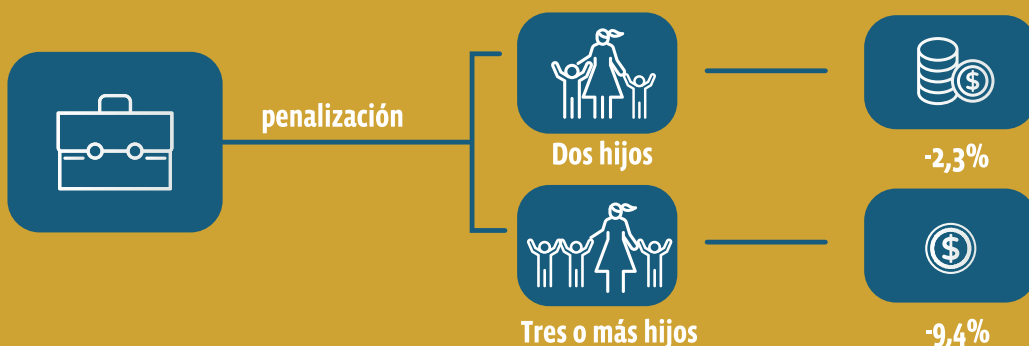 penalización
Dos hijos
-2,3%
$
Tres o más hijos
-9,4%
$